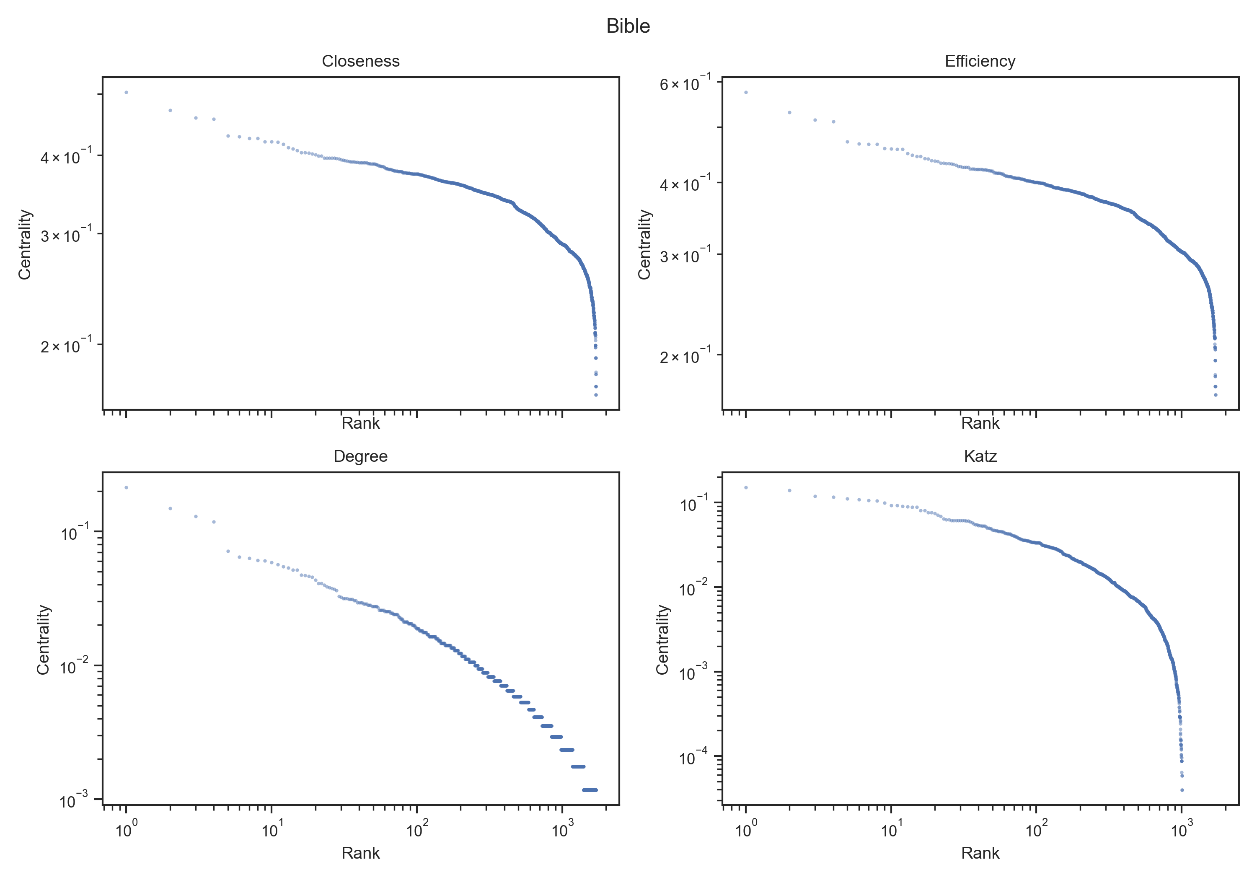 Bible
Closeness
Centrality
4 × 10⁻¹
3 × 10⁻¹
2 × 10⁻¹
Rank
Efficiency
Centrality
6 × 10⁻¹
4 × 10⁻¹
3 × 10⁻¹
2 × 10⁻¹
Rank
Degree
Centrality
10⁻¹
10⁻²
10⁻³
10⁰ 10¹ 10² 10³
Rank
Katz
Centrality
10⁻¹
10⁻²
10⁻³
10⁻⁴
10⁰ 10¹ 10² 10³
Rank